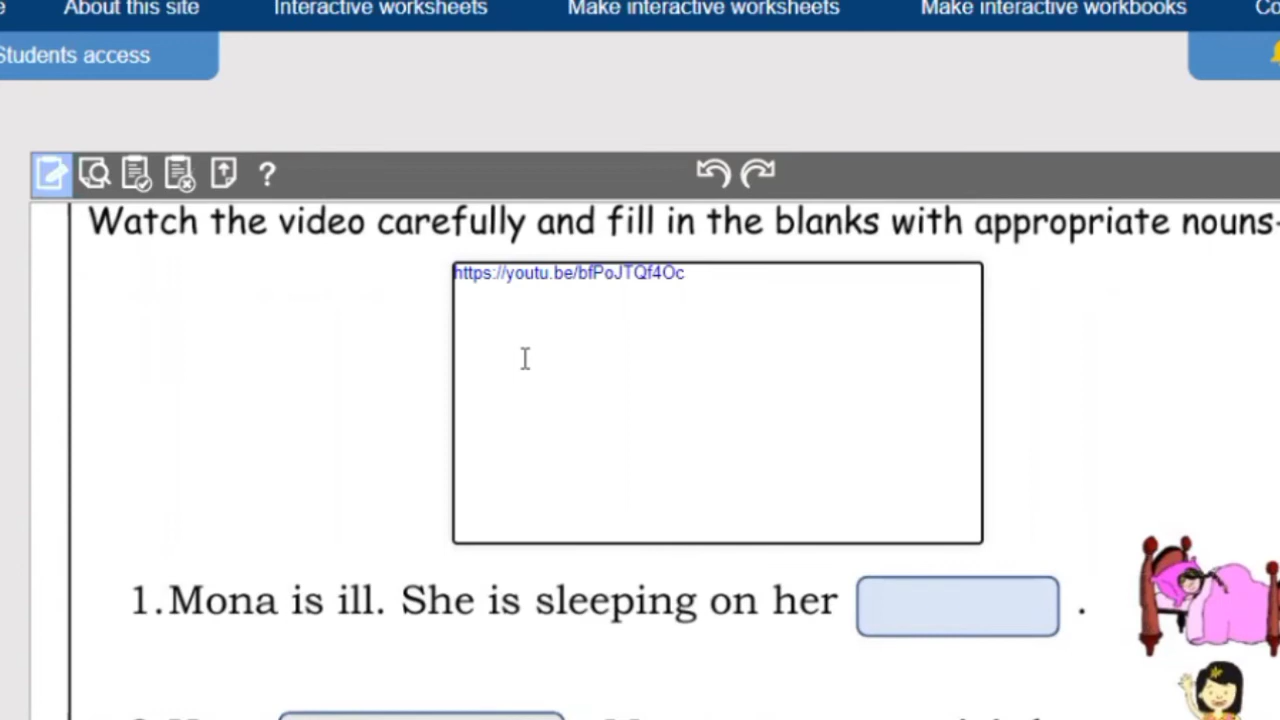 About this site Interactive worksheets Make interactive worksheets Make interactive workbooks Co
Students access
?
Watch the video carefully and fill in the blanks with appropriate nouns-
https://youtu.be/bfPoJTQf4Oc
1.Mona is ill. She is sleeping on her .